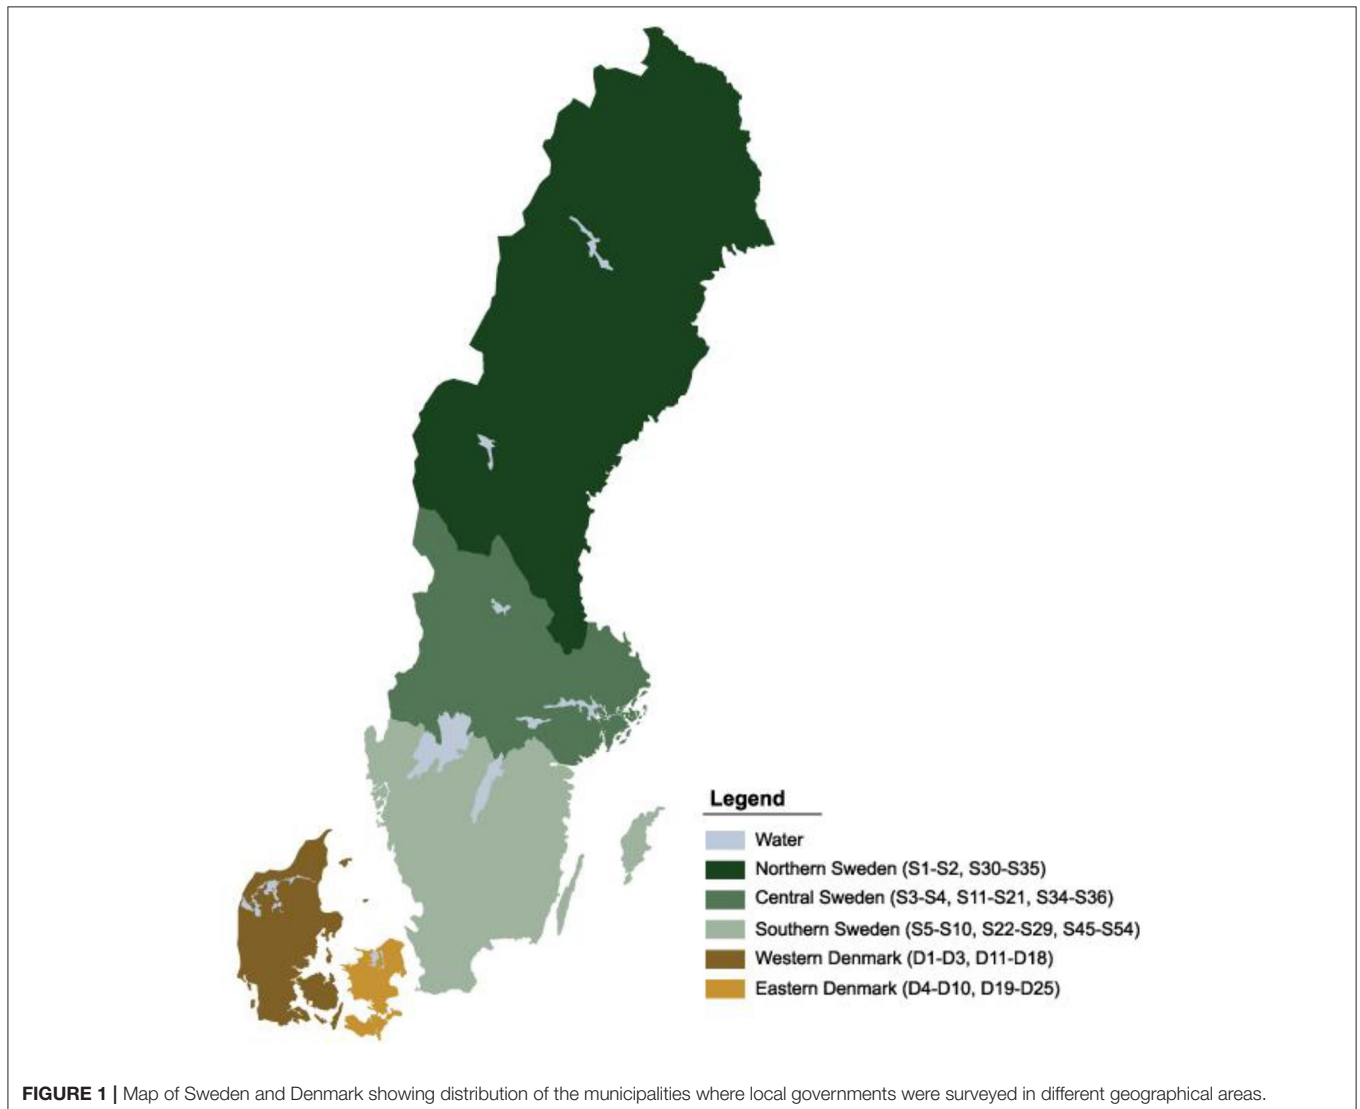 Legend
Water
Northern Sweden (S1-S2, S30-S35)
Central Sweden (S3-S4, S11-S21, S34-S36)
Southern Sweden (S5-S10, S22-S29, S45-S54)
Western Denmark (D1-D3, D11-D18)
Eastern Denmark (D4-D10, D19-D25)
FIGURE 1 | Map of Sweden and Denmark showing distribution of the municipalities where local governments were surveyed in different geographical areas.